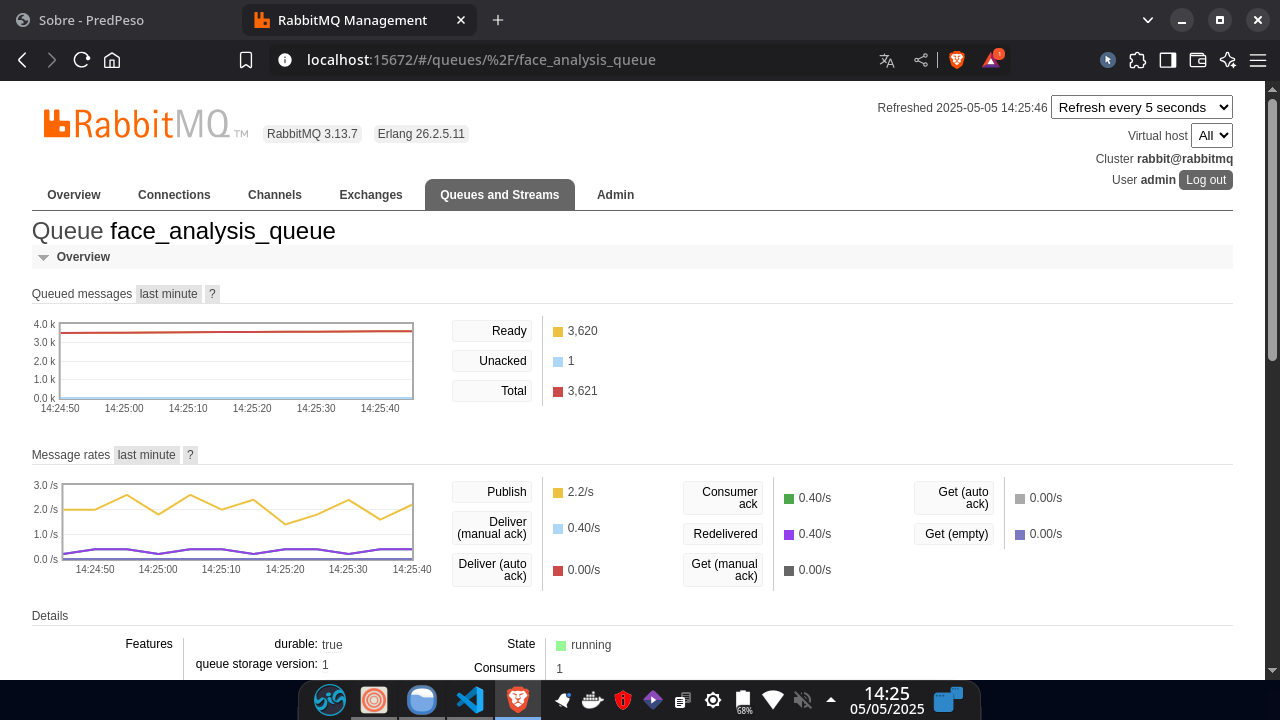 Sobre - PredPeso
RabbitMQ Management
localhost:15672/#/queues/%2F/face_analysis_queue
1
RabbitMQ TM
RabbitMQ 3.13.7
Erlang 26.2.5.11
Refreshed 2025-05-05 14:25:46
Refresh every 5 seconds
Virtual host All
Cluster rabbit@rabbitmq
User admin Log out
Overview
Connections
Channels
Exchanges
Queues and Streams
Admin
Queue face_analysis_queue
Overview
Queued messages last minute ?
4.0 k
3.0 k
2.0 k
1.0 k
0.0 k
14:24:50 14:25:00 14:25:10 14:25:20 14:25:30 14:25:40
Ready 3,620
Unacked 1
Total 3,621
Message rates last minute ?
3.0 /s
2.0 /s
1.0 /s
0.0 /s
14:24:50 14:25:00 14:25:10 14:25:20 14:25:30 14:25:40
Publish 2.2/s
Deliver
(manual ack) 0.40/s
Deliver (auto
ack) 0.00/s
Consumer
ack 0.40/s
Redelivered 0.40/s
Get (manual
ack) 0.00/s
Get (auto
ack) 0.00/s
Get (empty) 0.00/s
Details
Features
durable: true
queue storage version: 1
State running
Consumers 1
68%
14:25
05/05/2025